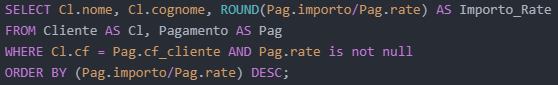 SELECT Cl.nome, Cl.cognome, ROUND(Pag.importo/Pag.rate) AS Importo_Rate
FROM Cliente AS Cl, Pagamento AS Pag
WHERE Cl.cf = Pag.cf_cliente AND Pag.rate is not null
ORDER BY (Pag.importo/Pag.rate) DESC;